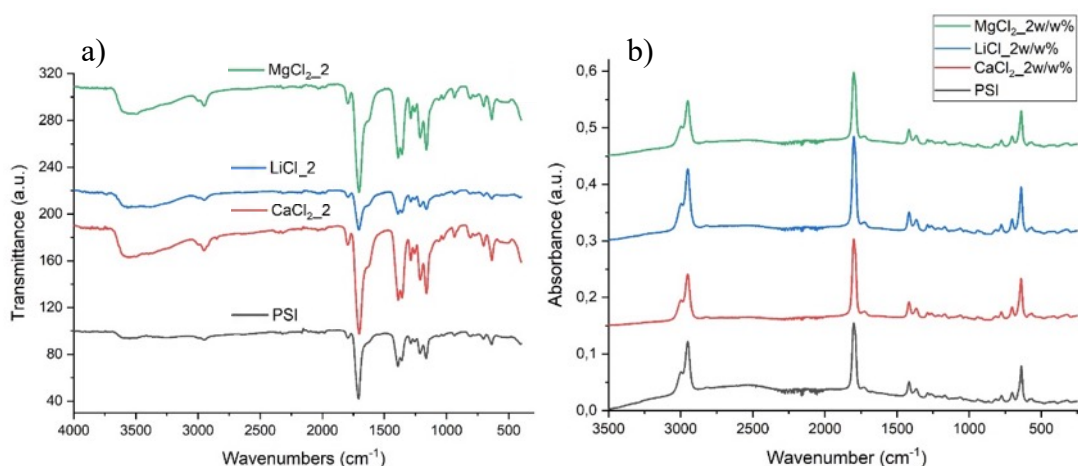 a)
MgCl₂_2
LiCl_2
CaCl₂_2
PSI
Transmittance (a.u.)
320
280
240
200
160
120
80
40
4000
3500
3000
2500
2000
1500
1000
500
Wavenumbers (cm⁻¹)
b)
MgCl₂_2w/w%
LiCl_2w/w%
CaCl₂_2w/w%
PSI
Absorbance (a.u.)
0,6
0,5
0,4
0,3
0,2
0,1
0,0
3500
3000
2500
2000
1500
1000
500
Wavenumber (cm⁻¹)